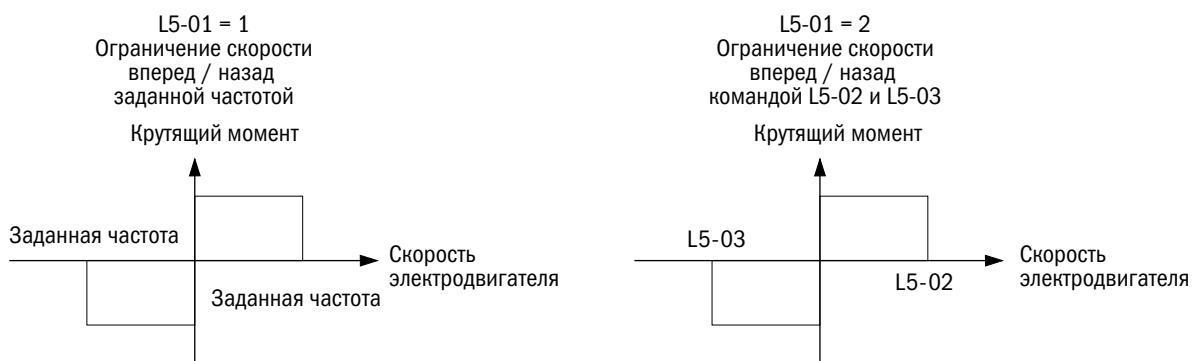 L5-01 = 1
Ограничение скорости
вперед / назад
заданной частотой
Крутящий момент
Заданная частота
Скорость
электродвигателя
Заданная частота
L5-01 = 2
Ограничение скорости
вперед / назад
командой L5-02 и L5-03
Крутящий момент
L5-03
Скорость
электродвигателя
L5-02